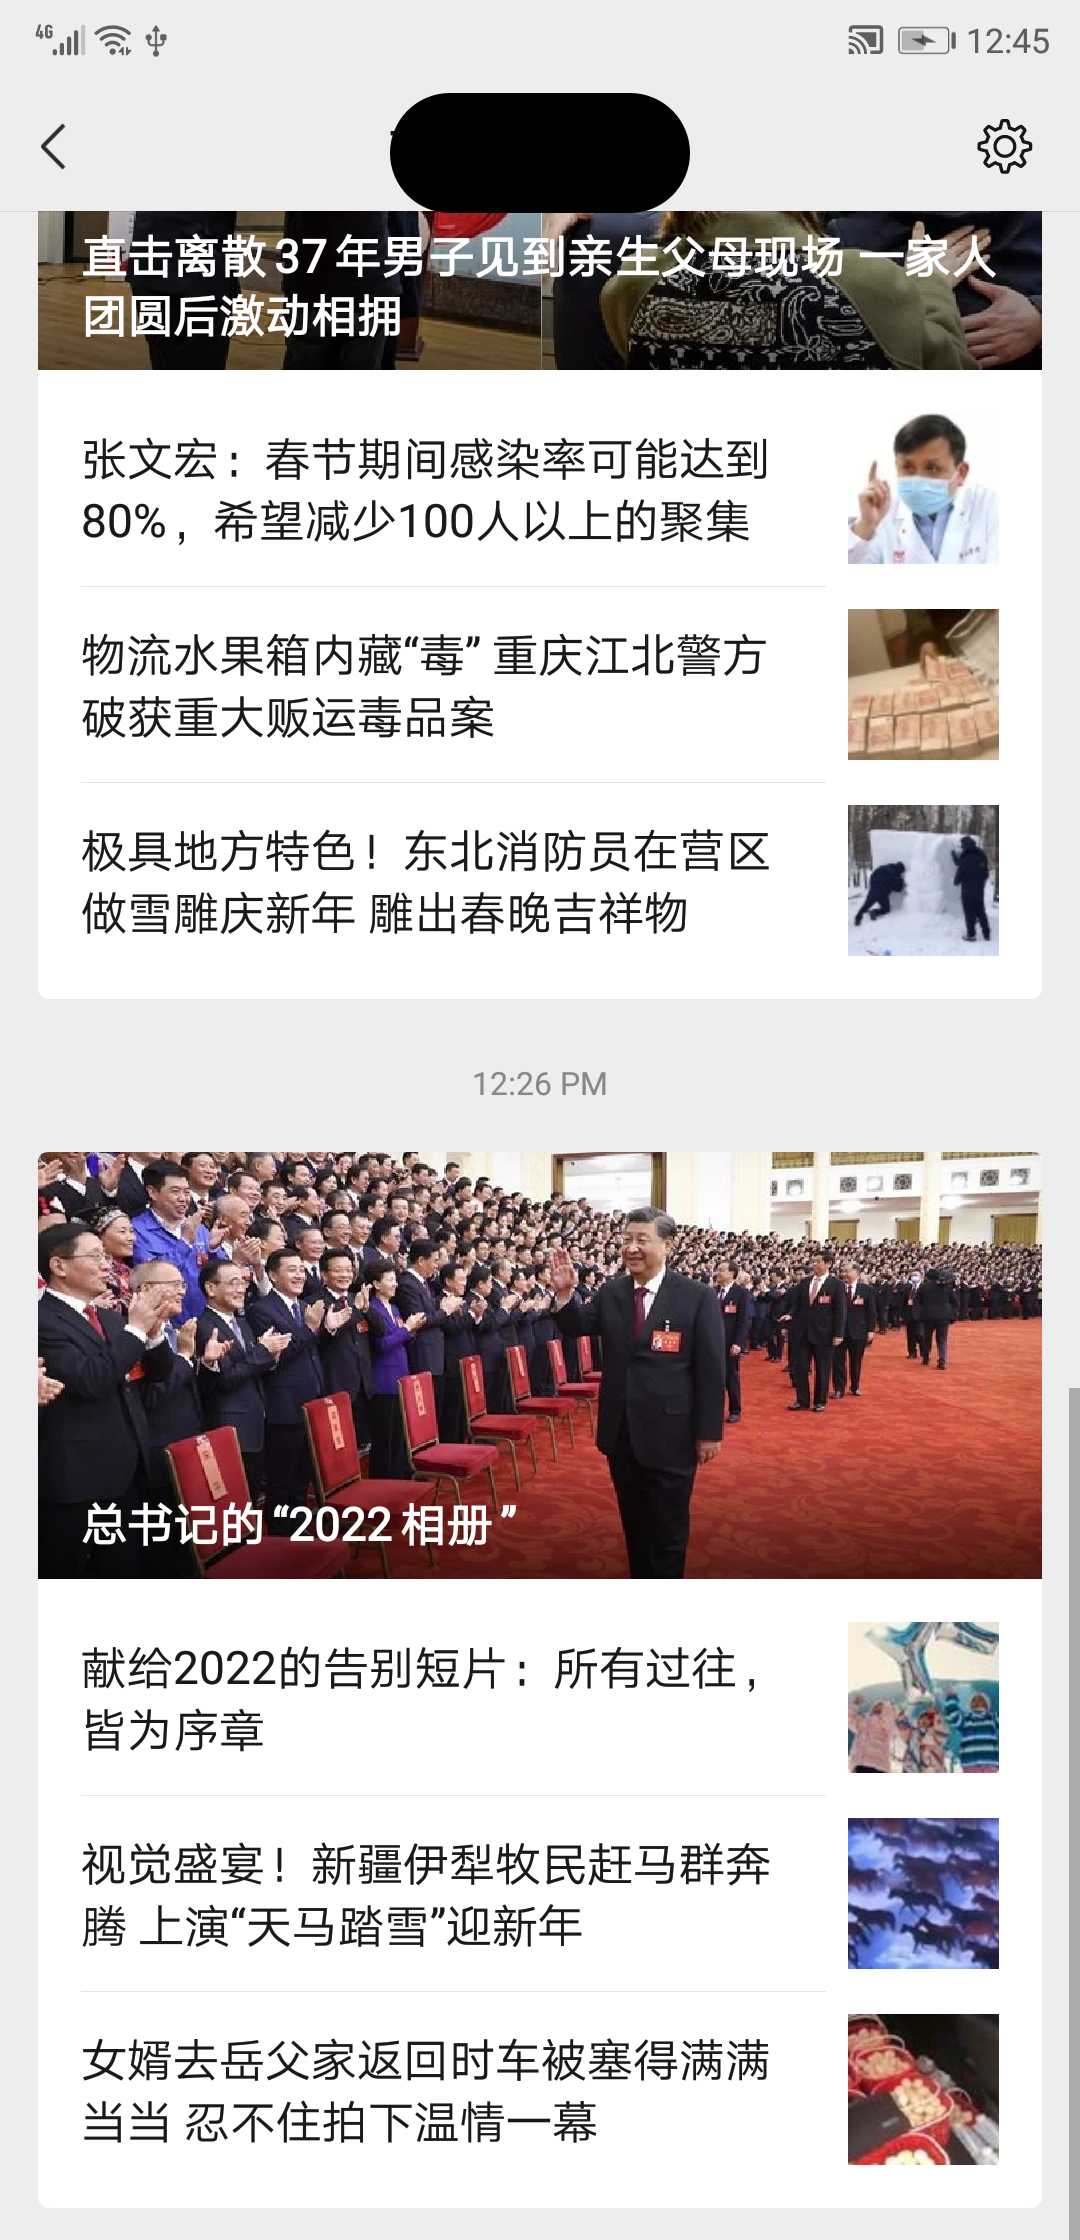 4G
12:45
直击离散37年男子见到亲生父母现场 一家人
团圆后激动相拥
张文宏：春节期间感染率可能达到
80%，希望减少100人以上的聚集
物流水果箱内藏“毒” 重庆江北警方
破获重大贩运毒品案
极具地方特色！东北消防员在营区
做雪雕庆新年 雕出春晚吉祥物
12:26 PM
总书记的“2022相册”
献给2022的告别短片：所有过往，
皆为序章
视觉盛宴！新疆伊犁牧民赶马群奔
腾 上演“天马踏雪”迎新年
女婿去岳父家返回时车被塞得满满
当当 忍不住拍下温情一幕